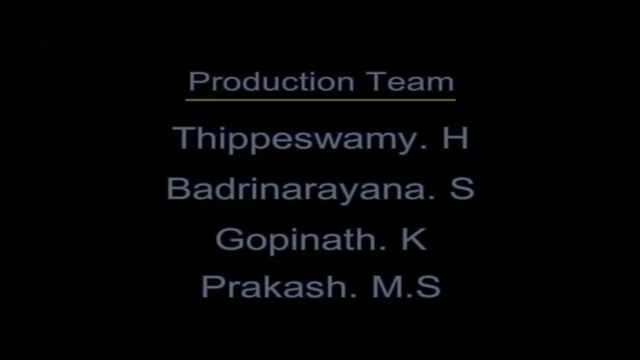 Production Team
Thippeswamy. H
Badrinarayana. S
Gopinath. K
Prakash. M.S